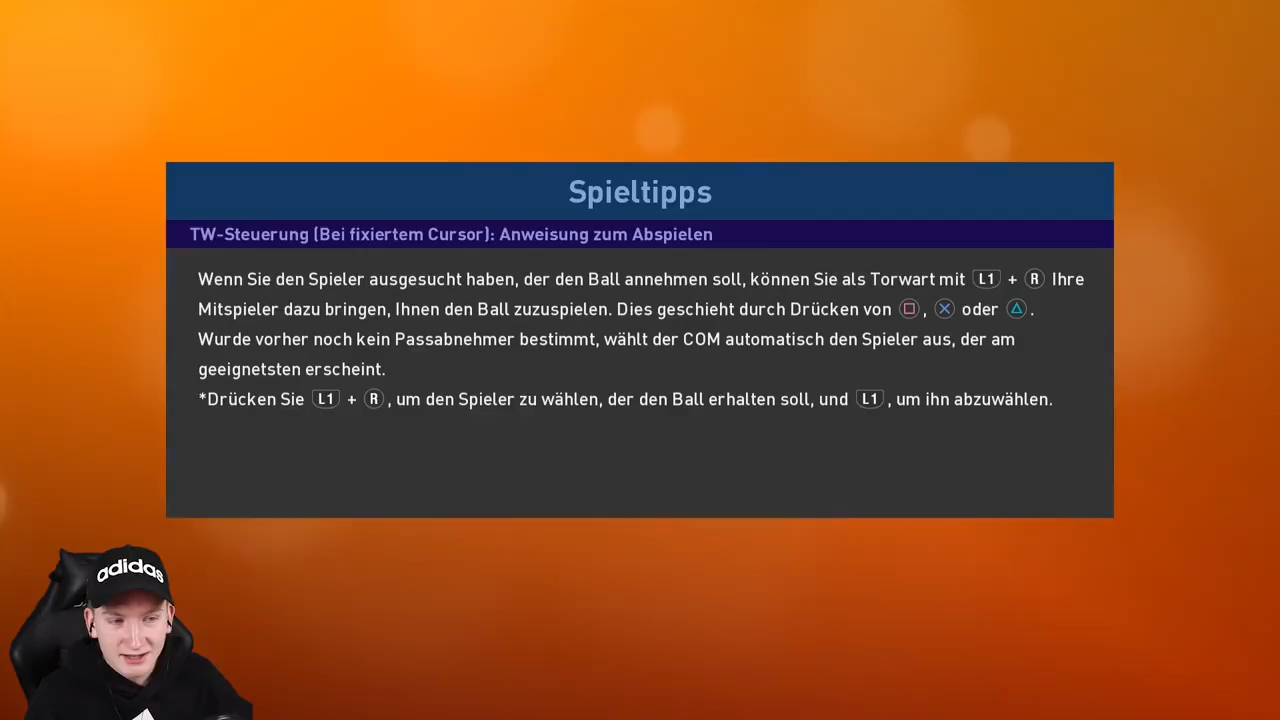 Spieltipps
TW-Steuerung (Bei fixiertem Cursor): Anweisung zum Abspielen
Wenn Sie den Spieler ausgesucht haben, der den Ball annehmen soll, können Sie als Torwart mit L1 + R Ihre
Mitspieler dazu bringen, Ihnen den Ball zuzuspielen. Dies geschieht durch Drücken von □, ✕ oder △.
Wurde vorher noch kein Passabnehmer bestimmt, wählt der COM automatisch den Spieler aus, der am
geeignetsten erscheint.
*Drücken Sie L1 + R, um den Spieler zu wählen, der den Ball erhalten soll, und L1, um ihn abzuwählen.
adidas